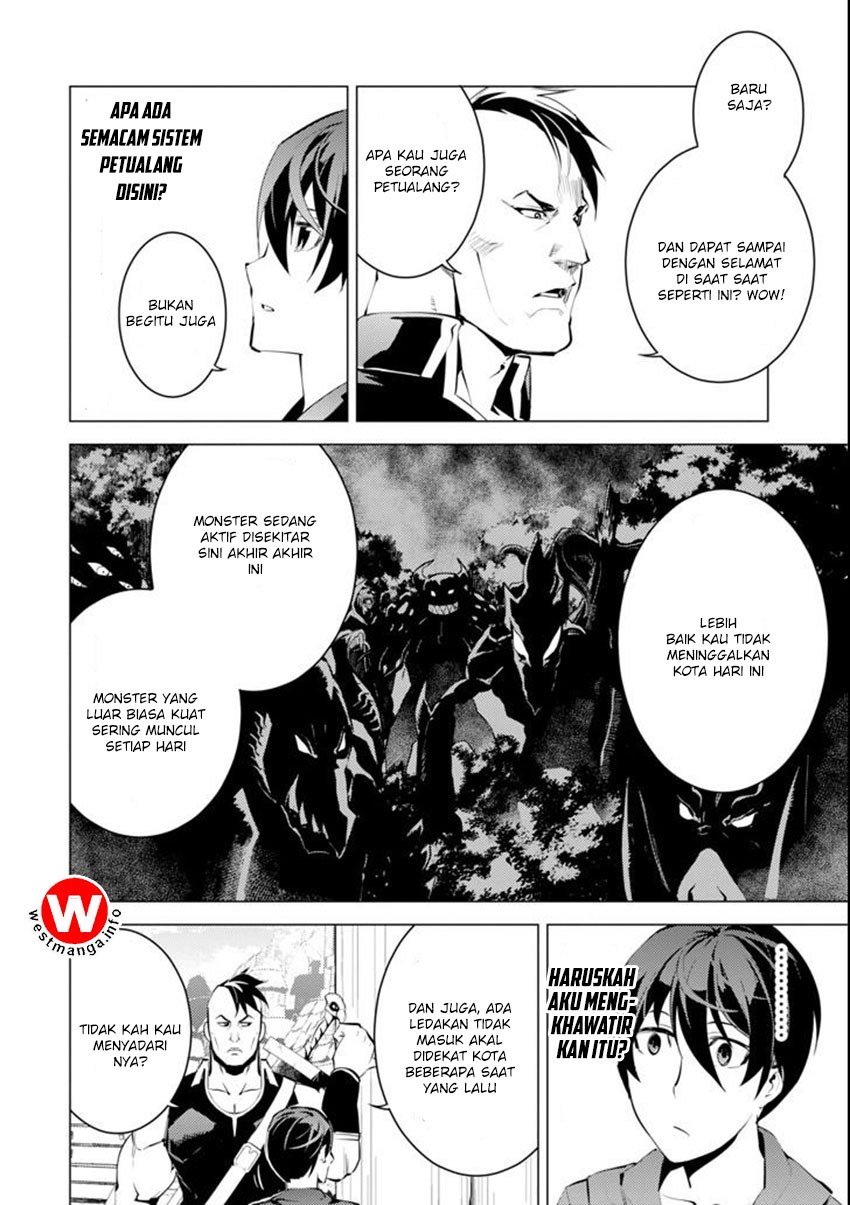 BARU
SAJA?
DAN DAPAT SAMPAI
DENGAN SELAMAT
DI SAAT SAAT
SEPERTI INI? WOW!
APA KAU JUGA
SEORANG
PETUALANG?
APA ADA
SEMACAM SISTEM
PETUALANG
DISINI?
BUKAN
BEGITU JUGA
LEBIH
BAIK KAU TIDAK
MENINGGALKAN
KOTA HARI INI
MONSTER SEDANG
AKTIF DISEKITAR
SINI AKHIR AKHIR
INI
MONSTER YANG
LUAR BIASA KUAT
SERING MUNCUL
SETIAP HARI
HARUSKAH
AKU MENG-
KHAWATIR
KAN ITU?
DAN JUGA, ADA
LEDAKAN TIDAK
MASUK AKAL
DIDEKAT KOTA
BEBERAPA SAAT
YANG LALU
TIDAK KAH KAU
MENYADARI
NYA?
W
westmanga.info